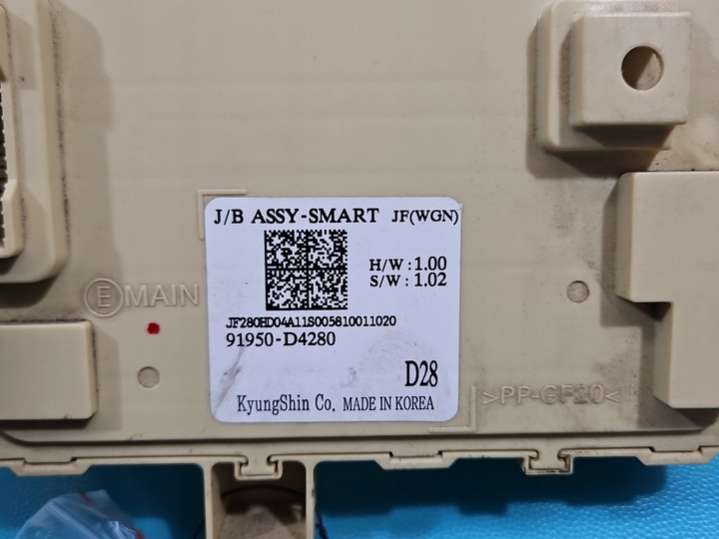 J/B ASSY-SMART JF(WGN)
H/W : 1.00
S/W : 1.02
JF280HD04A11S005810011020
91950-D4280
D28
KyungShin Co. MADE IN KOREA
E MAIN
>PP-GF20<